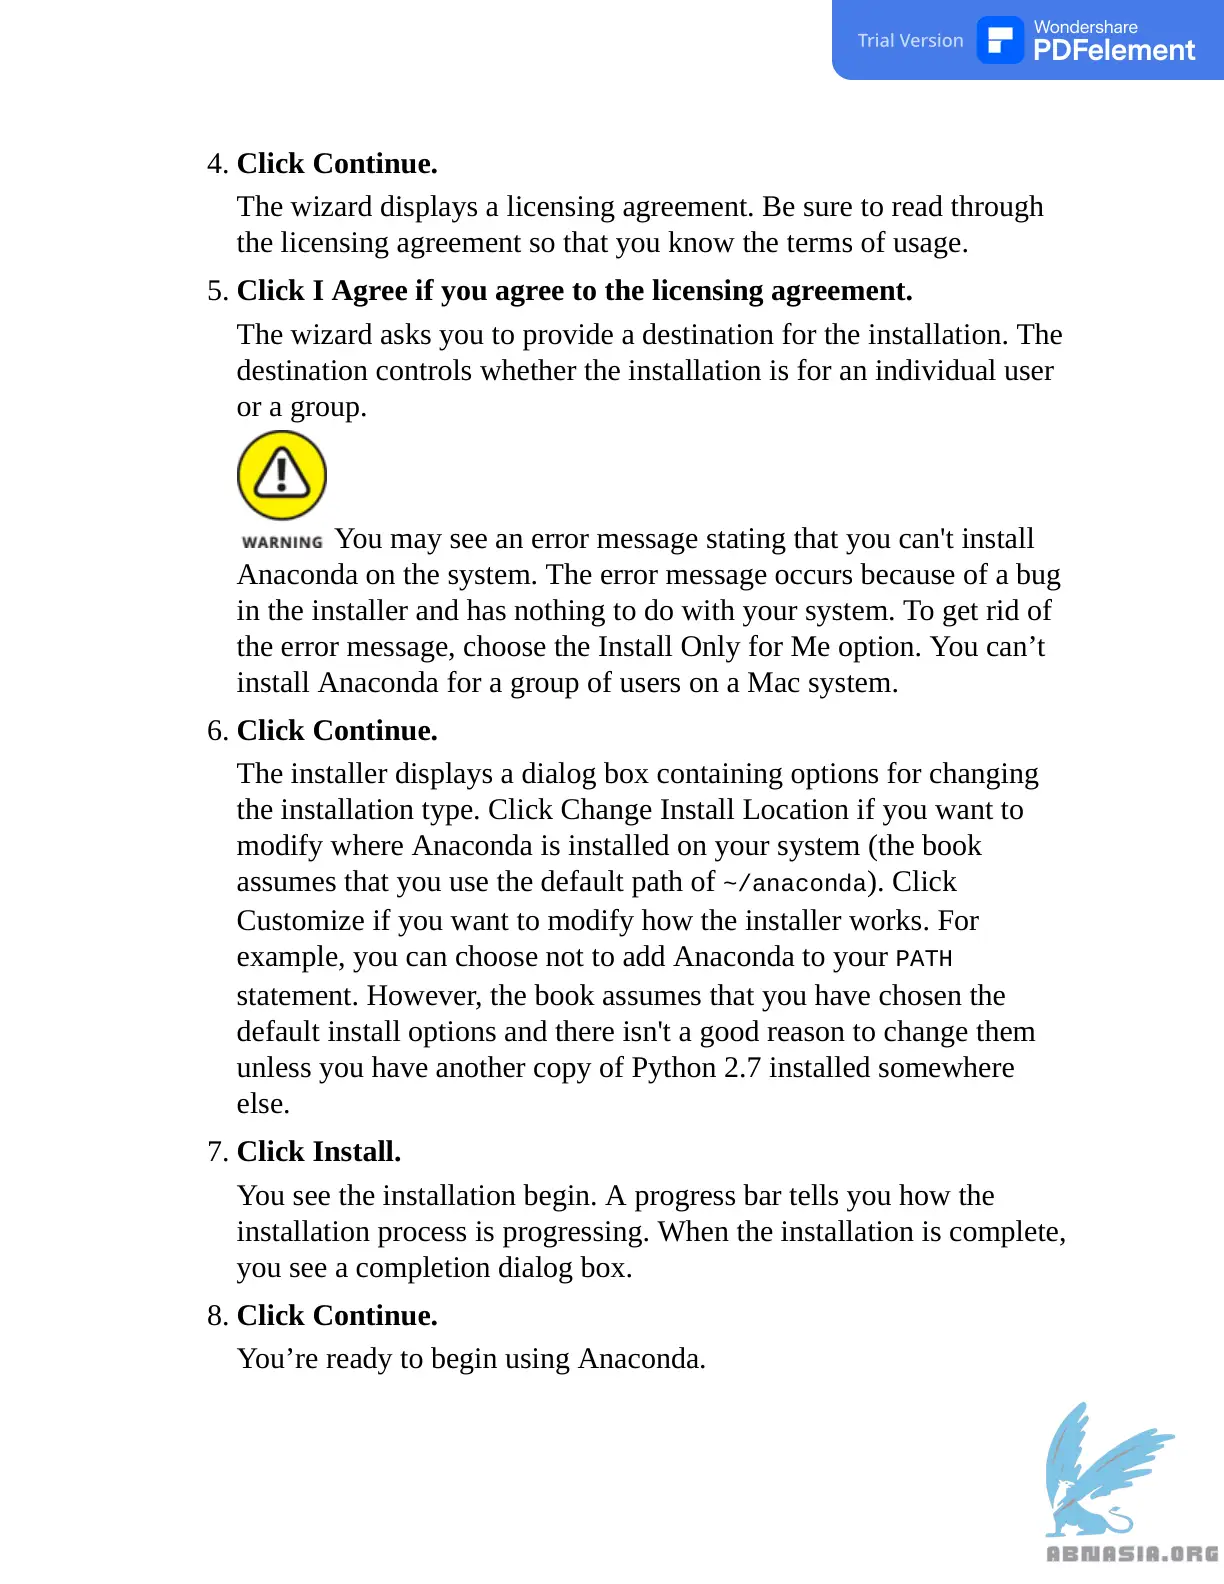 Trial Version
Wondershare
PDFelement
4. Click Continue.
The wizard displays a licensing agreement. Be sure to read through
the licensing agreement so that you know the terms of usage.
5. Click I Agree if you agree to the licensing agreement.
The wizard asks you to provide a destination for the installation. The
destination controls whether the installation is for an individual user
or a group.
WARNING You may see an error message stating that you can't install
Anaconda on the system. The error message occurs because of a bug
in the installer and has nothing to do with your system. To get rid of
the error message, choose the Install Only for Me option. You can’t
install Anaconda for a group of users on a Mac system.
6. Click Continue.
The installer displays a dialog box containing options for changing
the installation type. Click Change Install Location if you want to
modify where Anaconda is installed on your system (the book
assumes that you use the default path of ~/anaconda). Click
Customize if you want to modify how the installer works. For
example, you can choose not to add Anaconda to your PATH
statement. However, the book assumes that you have chosen the
default install options and there isn't a good reason to change them
unless you have another copy of Python 2.7 installed somewhere
else.
7. Click Install.
You see the installation begin. A progress bar tells you how the
installation process is progressing. When the installation is complete,
you see a completion dialog box.
8. Click Continue.
You’re ready to begin using Anaconda.
ABNASIA.ORG